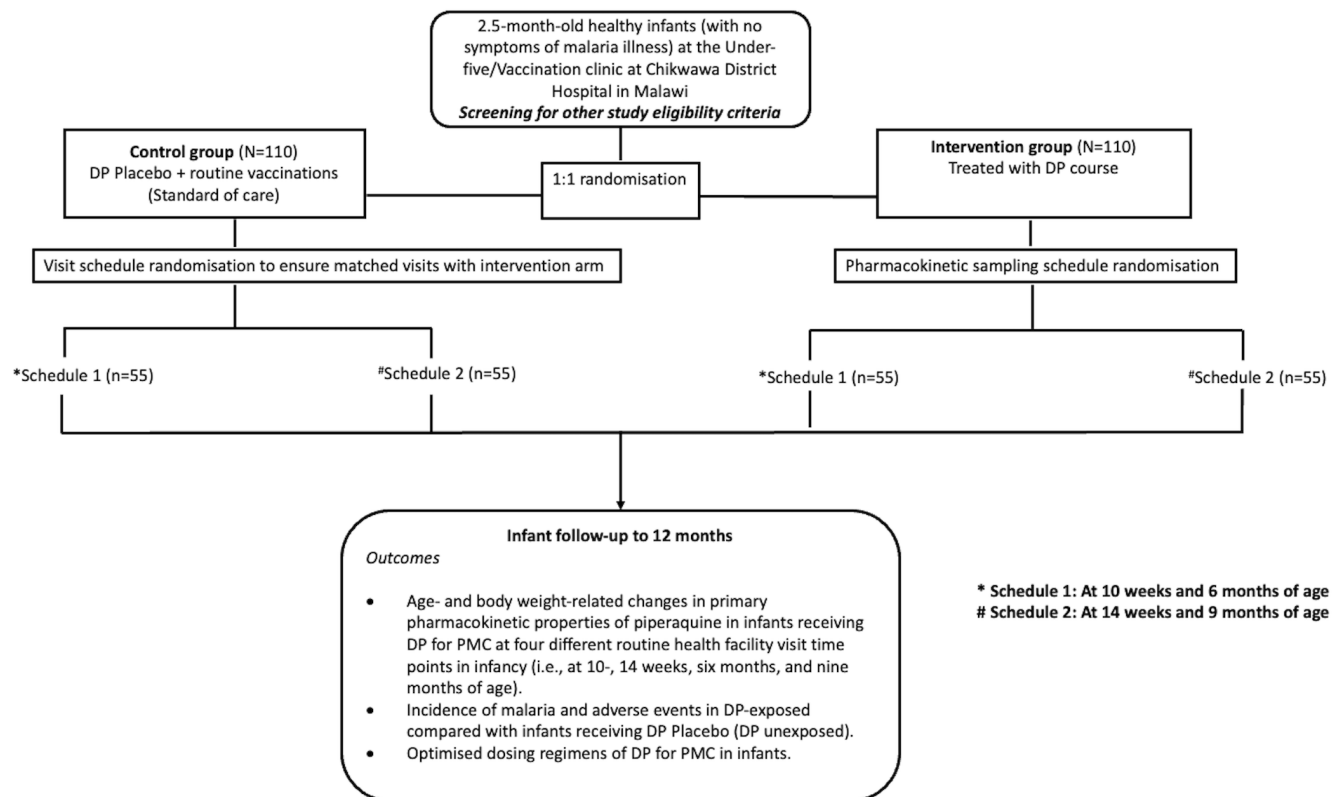 2.5-month-old healthy infants (with no
symptoms of malaria illness) at the Under-
five/Vaccination clinic at Chikwawa District
Hospital in Malawi
Screening for other study eligibility criteria
Control group (N=110)
DP Placebo + routine vaccinations
(Standard of care)
1:1 randomisation
Intervention group (N=110)
Treated with DP course
Visit schedule randomisation to ensure matched visits with intervention arm
Pharmacokinetic sampling schedule randomisation
*Schedule 1 (n=55)
#Schedule 2 (n=55)
*Schedule 1 (n=55)
#Schedule 2 (n=55)
Infant follow-up to 12 months
Outcomes
• Age- and body weight-related changes in primary
pharmacokinetic properties of piperaquine in infants receiving
DP for PMC at four different routine health facility visit time
points in infancy (i.e., at 10-, 14 weeks, six months, and nine
months of age).
• Incidence of malaria and adverse events in DP-exposed
compared with infants receiving DP Placebo (DP unexposed).
• Optimised dosing regimens of DP for PMC in infants.
* Schedule 1: At 10 weeks and 6 months of age
# Schedule 2: At 14 weeks and 9 months of age